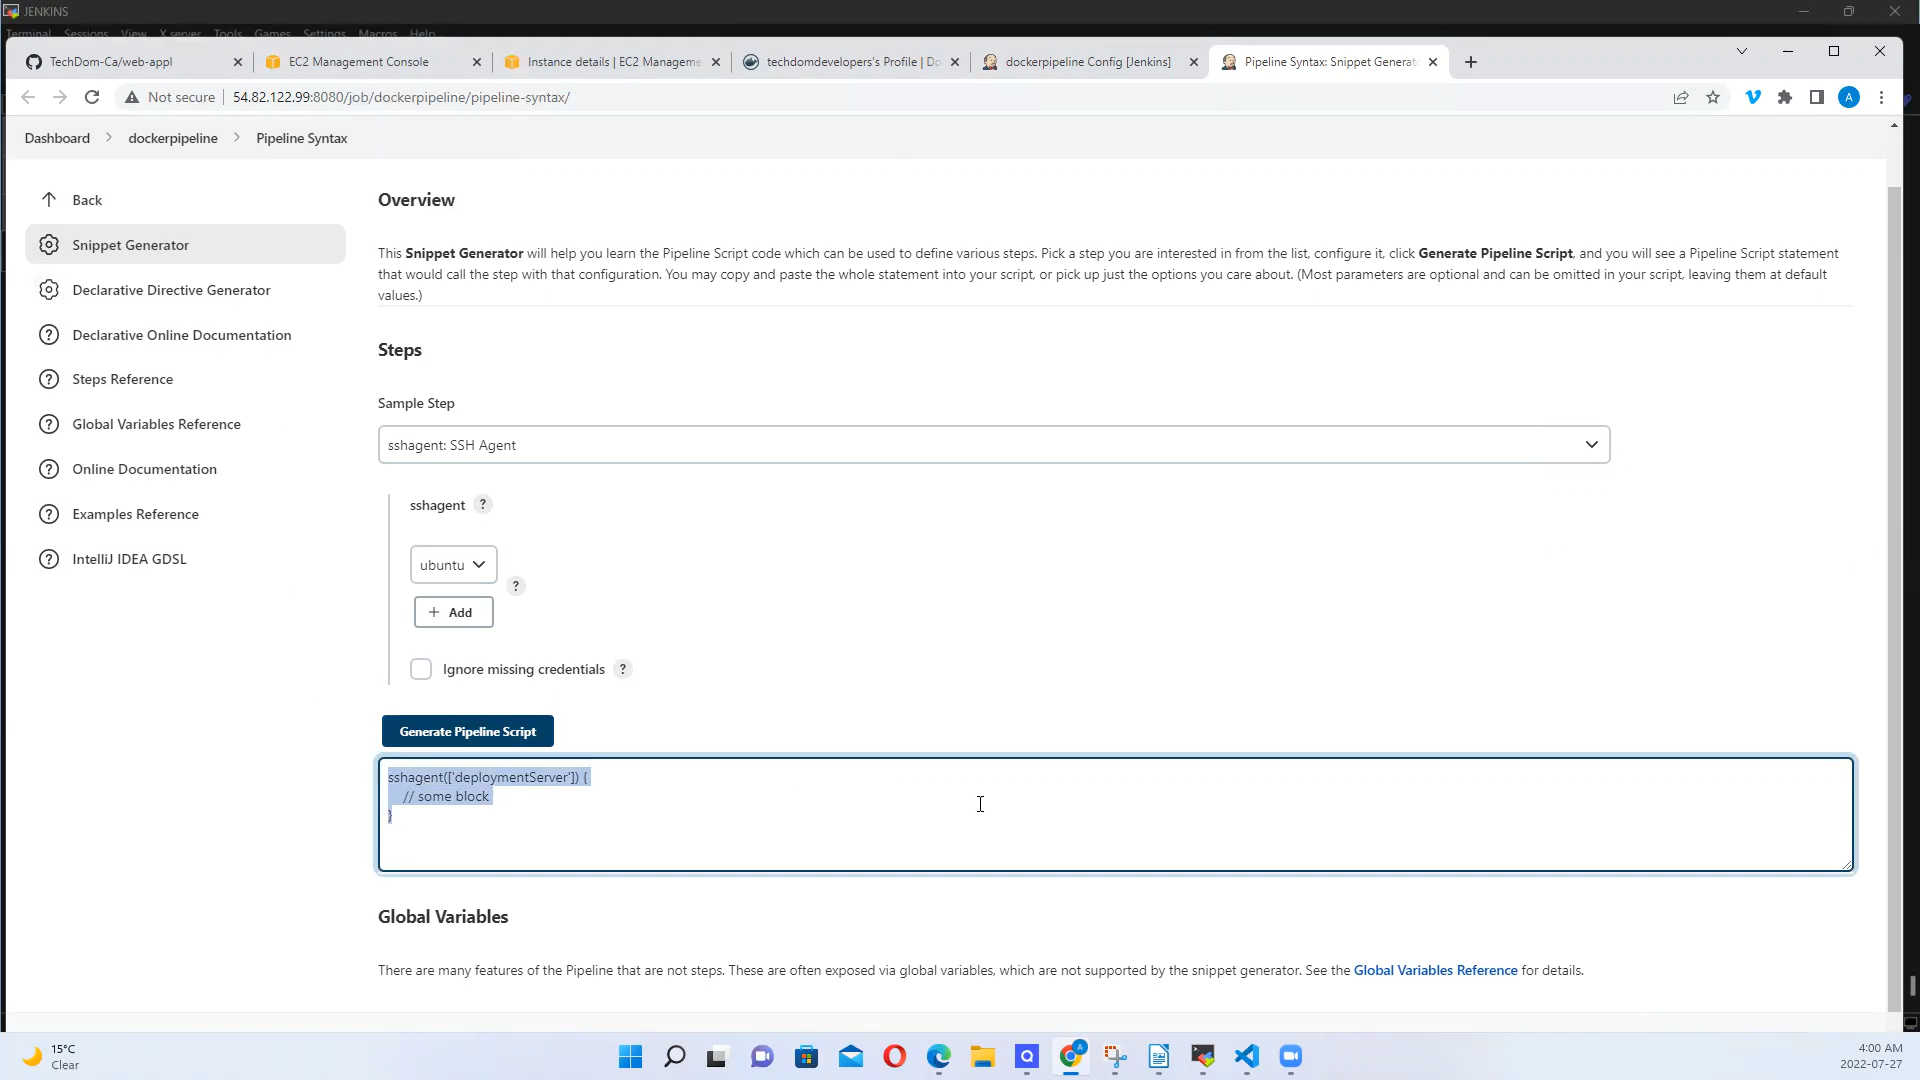 JENKINS
Terminal Sessions View X server Tools Games Settings Macros Help
TechDom-Ca/web-appl
EC2 Management Console
Instance details | EC2 Manageme
techdomdevelopers's Profile | Do
dockerpipeline Config [Jenkins]
Pipeline Syntax: Snippet Generat
Not secure
54.82.122.99:8080/job/dockerpipeline/pipeline-syntax/
A
Dashboard
dockerpipeline
Pipeline Syntax
Back
Snippet Generator
Declarative Directive Generator
Declarative Online Documentation
Steps Reference
Global Variables Reference
Online Documentation
Examples Reference
IntelliJ IDEA GDSL
Overview
This Snippet Generator will help you learn the Pipeline Script code which can be used to define various steps. Pick a step you are interested in from the list, configure it, click Generate Pipeline Script, and you will see a Pipeline Script statement
that would call the step with that configuration. You may copy and paste the whole statement into your script, or pick up just the options you care about. (Most parameters are optional and can be omitted in your script, leaving them at default
values.)
Steps
Sample Step
sshagent: SSH Agent
sshagent ?
ubuntu
?
+ Add
Ignore missing credentials ?
Generate Pipeline Script
sshagent(['deploymentServer']) {
// some block
}
Global Variables
There are many features of the Pipeline that are not steps. These are often exposed via global variables, which are not supported by the snippet generator. See the Global Variables Reference for details.
15°C
Clear
4:00 AM
2022-07-27